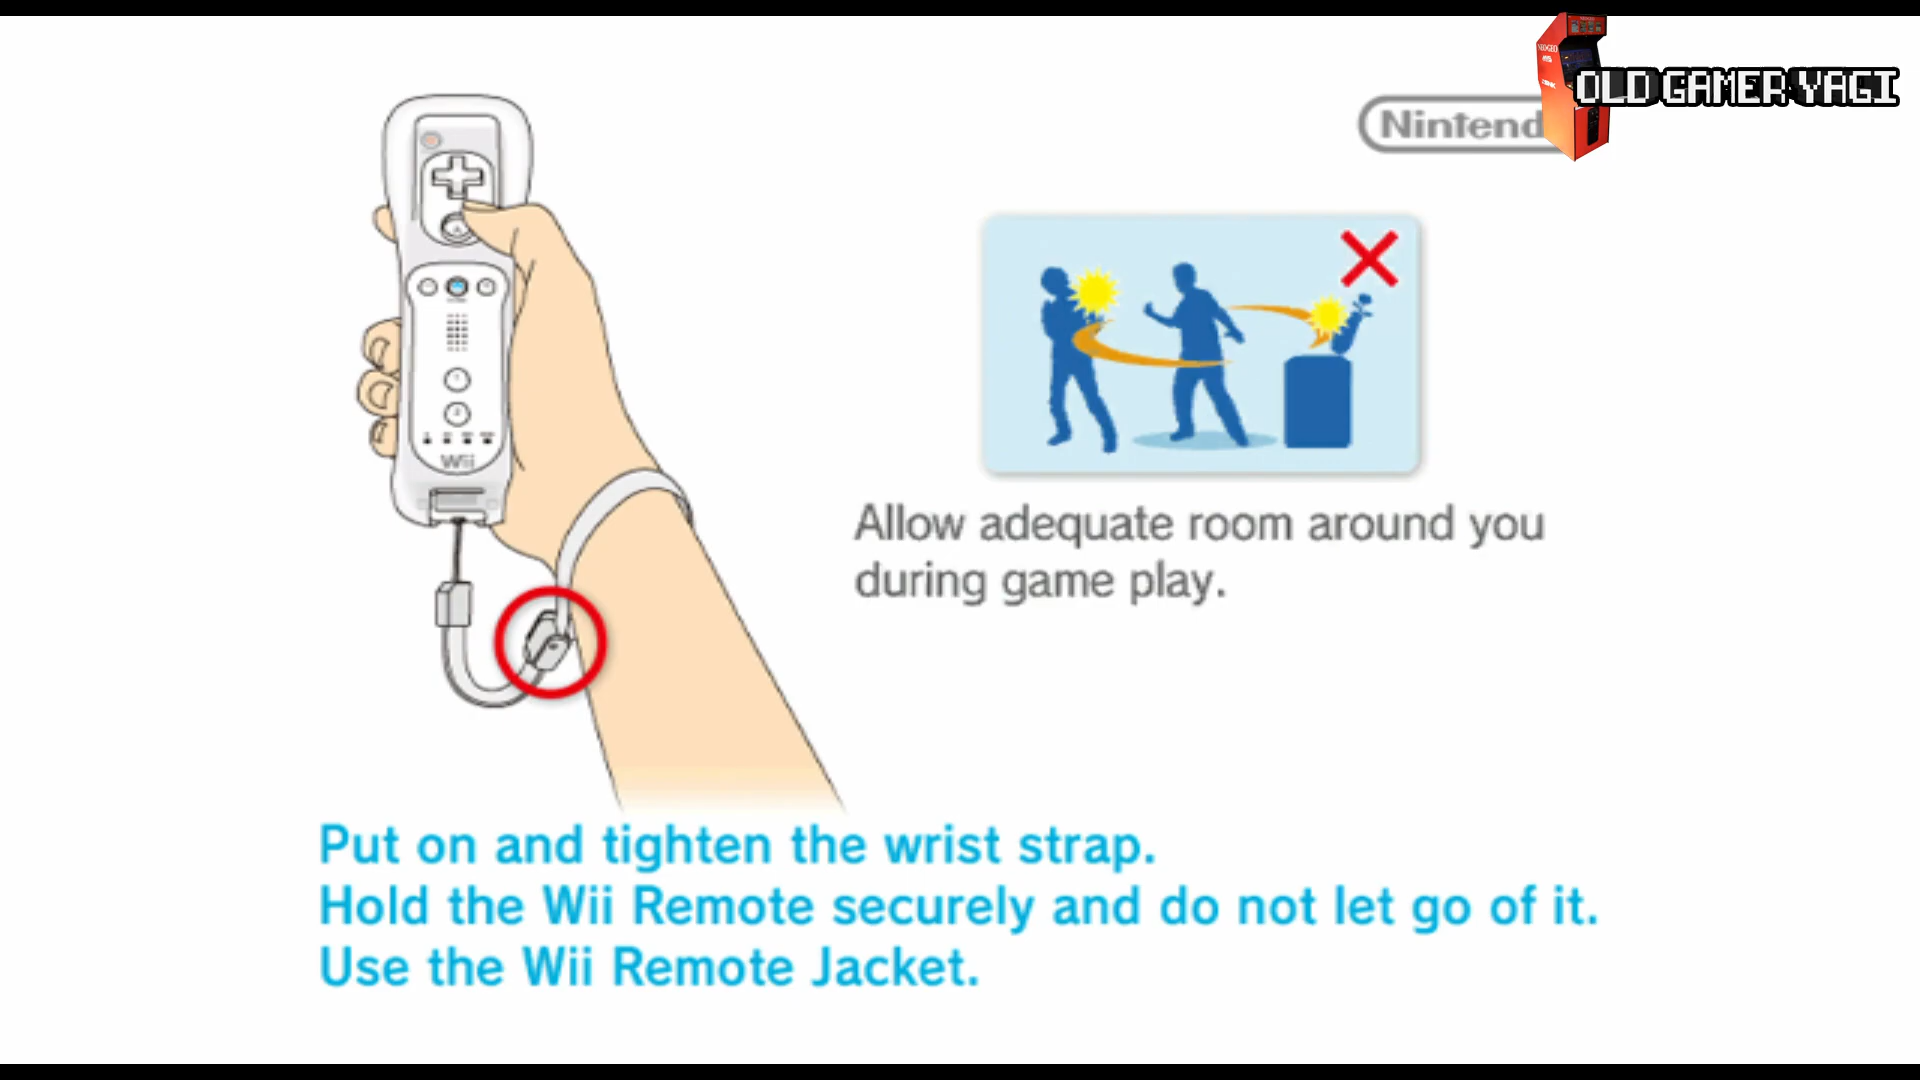 OLD GAMER YAGI
Nintend
Wii
Allow adequate room around you
during game play.
Put on and tighten the wrist strap.
Hold the Wii Remote securely and do not let go of it.
Use the Wii Remote Jacket.